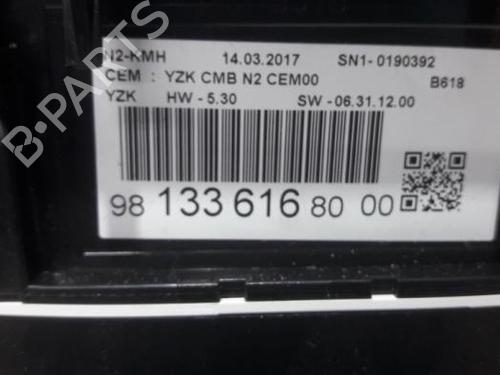 N2-KMH 14.03.2017 SN1- 0190392
CEM : YZK CMB N2 CEM00 B618
YZK HW - 5.30 SW - 06.31.12.00
98 133 616 80 00
B-PARTS